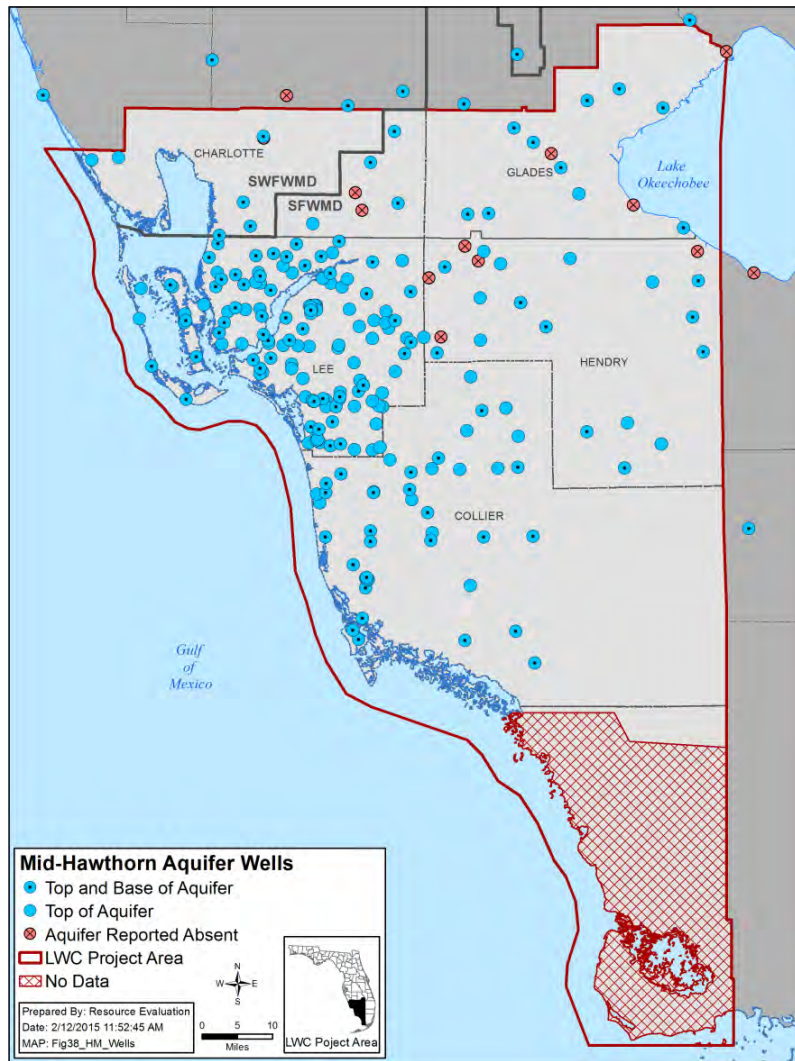 CHARLOTTE
SWFWMD
SFWMD
GLADES
Lake
Okeechobee
LEE
HENDRY
COLLIER
Gulf
of
Mexico
Mid-Hawthorn Aquifer Wells
Top and Base of Aquifer
Top of Aquifer
Aquifer Reported Absent
LWC Project Area
No Data
Prepared By: Resource Evaluation
Date: 2/12/2015 11:52:45 AM
MAP: Fig38_HM_Wells
N
W E
S
0 5 10
Miles
LWC Poject Area